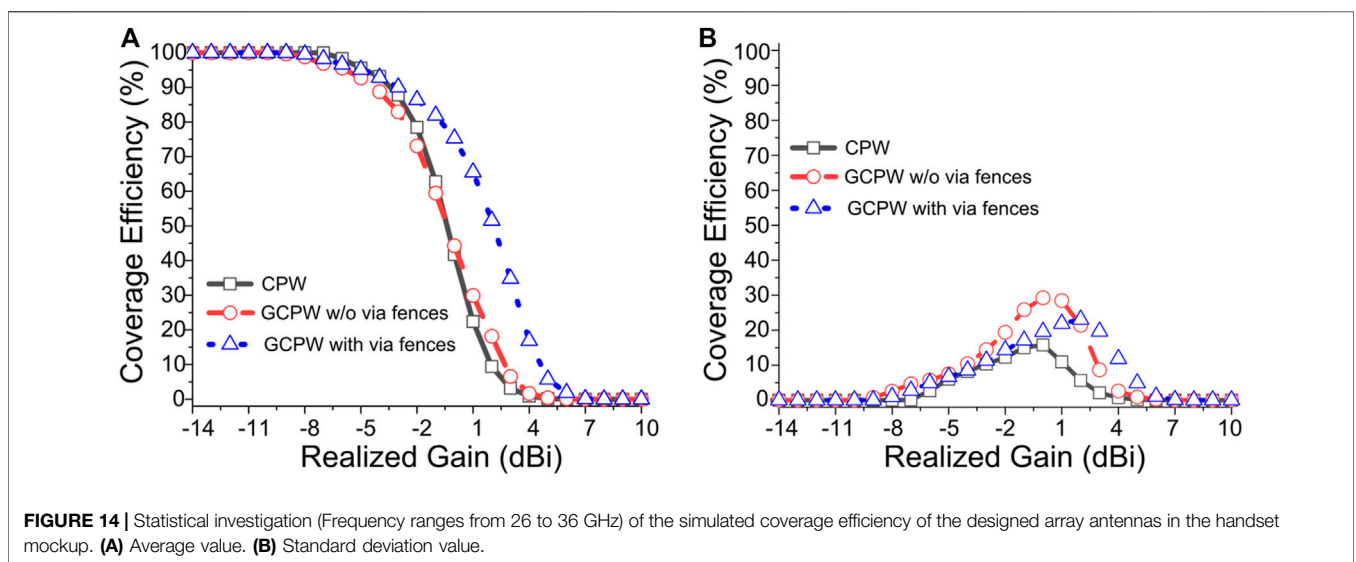 A
100
90
80
70
60
50
40
30
20
10
0
Coverage Efficiency (%)
CPW
GCPW w/o via fences
GCPW with via fences
-14 -11 -8 -5 -2 1 4 7 10
Realized Gain (dBi)
B
100
90
80
70
60
50
40
30
20
10
0
Coverage Efficiency (%)
CPW
GCPW w/o via fences
GCPW with via fences
-14 -11 -8 -5 -2 1 4 7 10
Realized Gain (dBi)
FIGURE 14 | Statistical investigation (Frequency ranges from 26 to 36 GHz) of the simulated coverage efficiency of the designed array antennas in the handset
mockup. (A) Average value. (B) Standard deviation value.